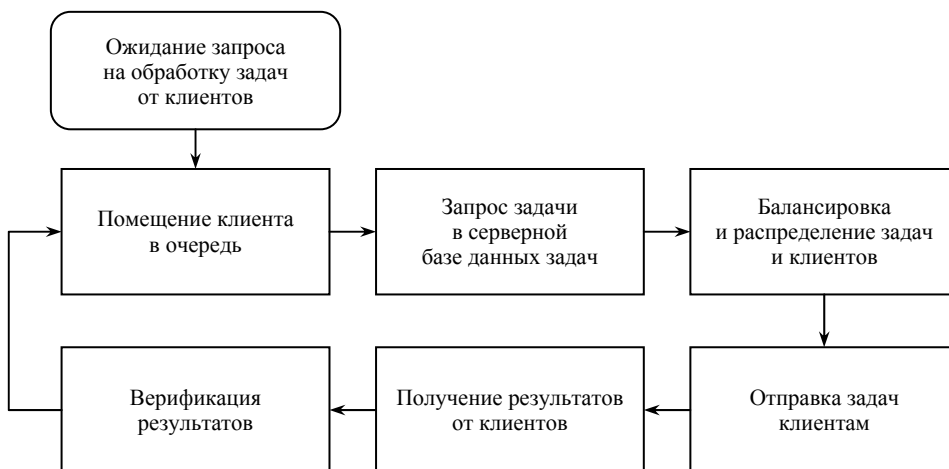 Ожидание запроса
на обработку задач
от клиентов
Помещение клиента
в очередь
Запрос задачи
в серверной
базе данных задач
Балансировка
и распределение задач
и клиентов
Верификация
результатов
Получение результатов
от клиентов
Отправка задач
клиентам